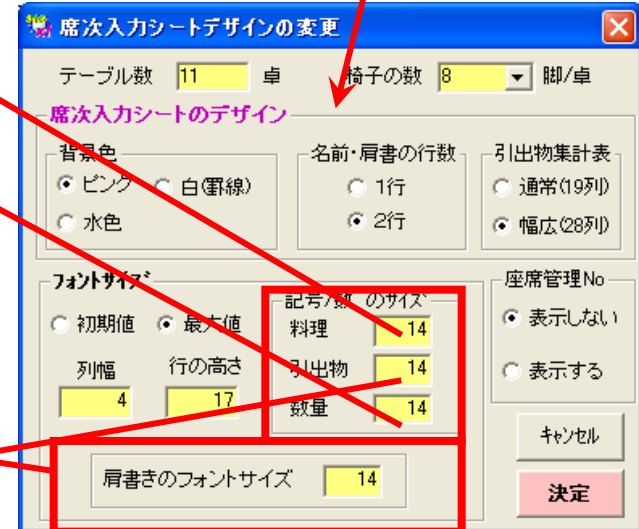 席次入力シートデザインの変更
テーブル数 11 卓 椅子の数 8 脚/卓
席次入力シートのデザイン
背景色 名前・肩書の行数 引出物集計表
ピンク 白(罫線) 1行 通常(19列)
水色 2行 幅広(28列)
フォントサイズ 記号/数 のサイズ 座席管理No
初期値 最大値 料理 14 表示しない
列幅 行の高さ 引出物 14 表示する
4 17 数量 14
キャンセル
肩書きのフォントサイズ 14 決定